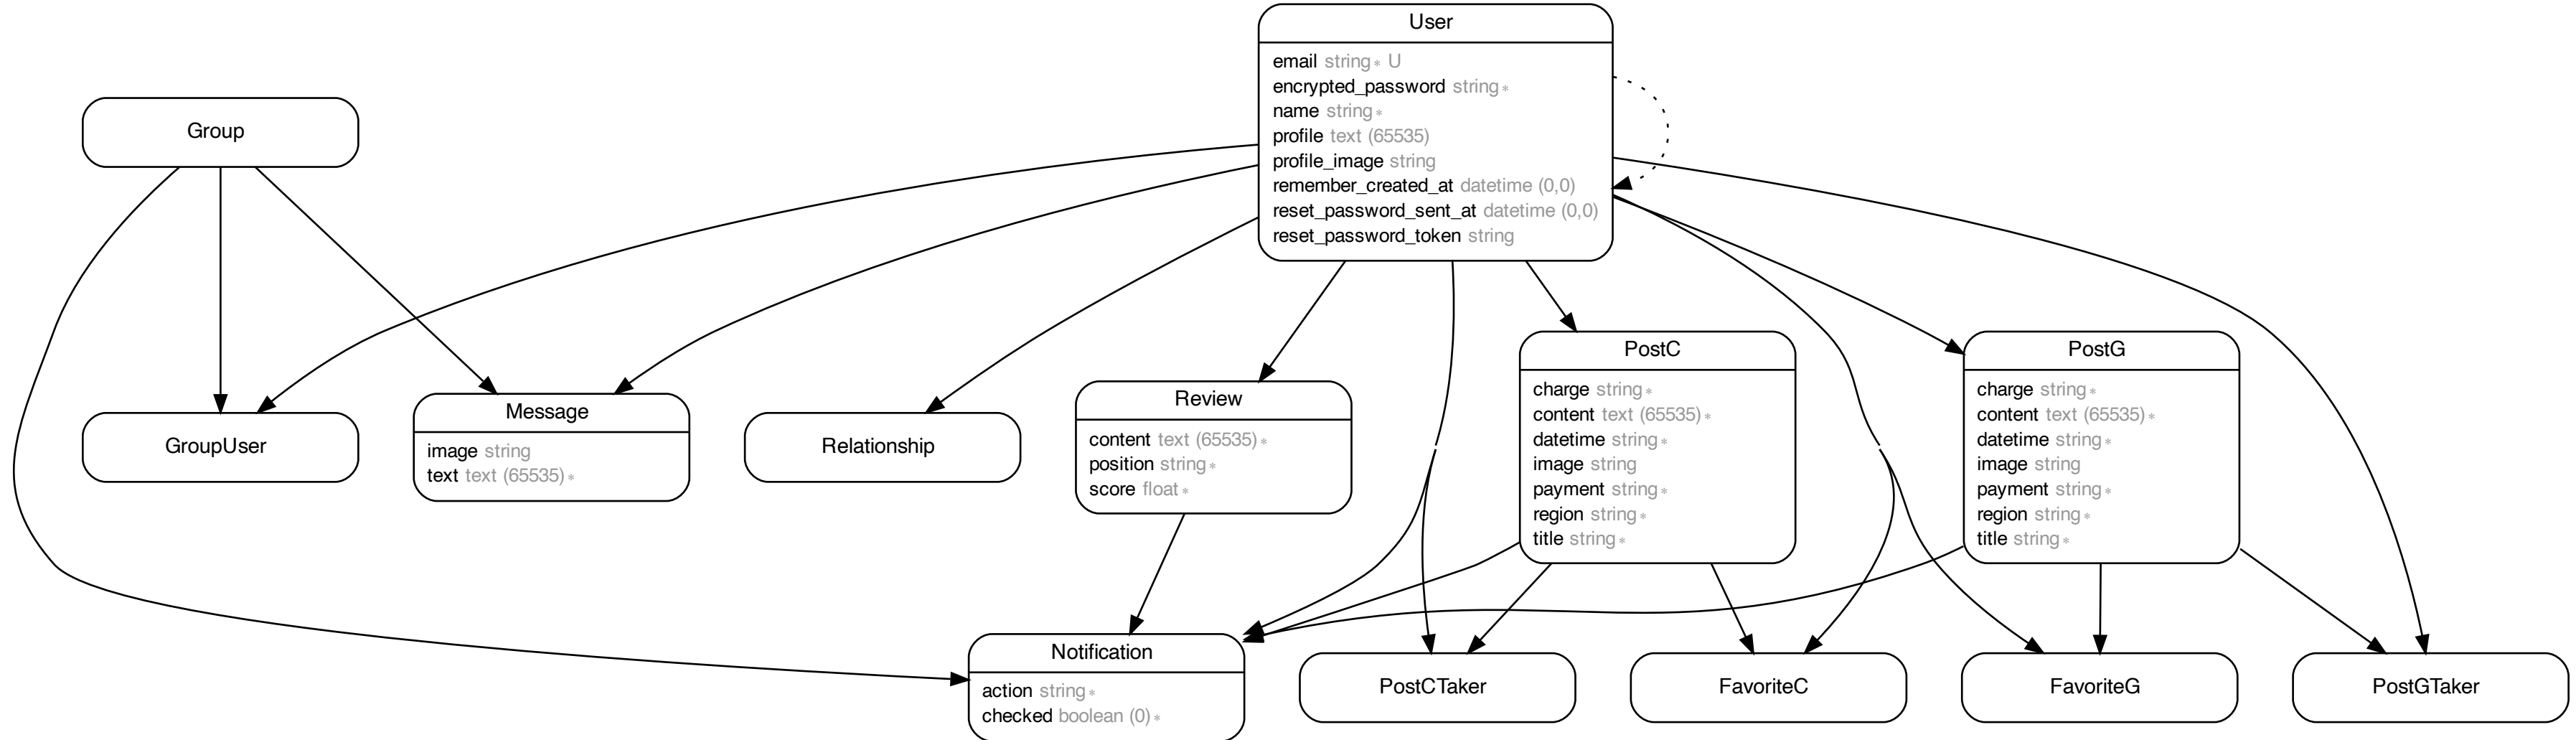 User
email string∗ U
encrypted_password string∗
name string∗
profile text (65535)
profile_image string
remember_created_at datetime (0,0)
reset_password_sent_at datetime (0,0)
reset_password_token string
Group
PostC
charge string∗
content text (65535)∗
datetime string∗
image string
payment string∗
region string∗
title string∗
PostG
charge string∗
content text (65535)∗
datetime string∗
image string
payment string∗
region string∗
title string∗
GroupUser
Message
image string
text text (65535)∗
Relationship
Review
content text (65535)∗
position string∗
score float∗
Notification
action string∗
checked boolean (0)∗
PostCTaker
FavoriteC
FavoriteG
PostGTaker